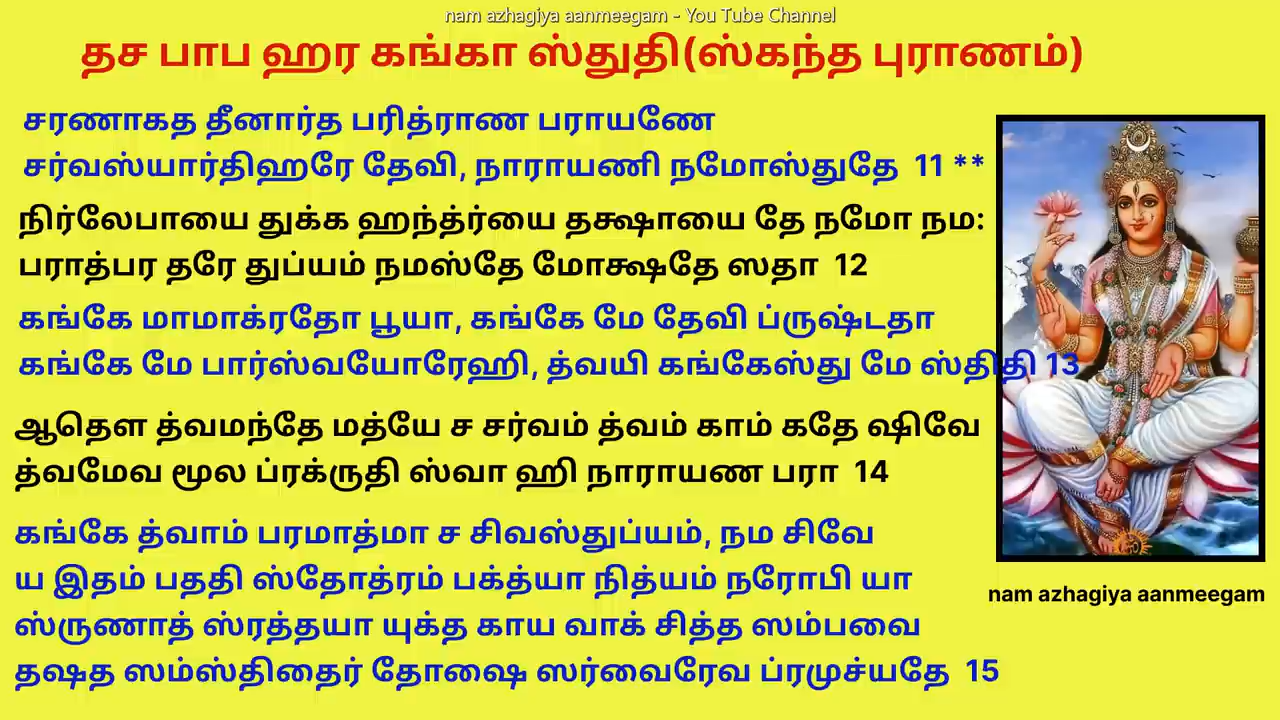 nam azhagiya aanmeegam - You Tube Channel
தச பாப ஹர கங்கா ஸ்துதி(ஸ்கந்த புராணம்)
சரணாகத தீனார்த பரித்ராண பராயணே
சர்வஸ்யார்திஹரே தேவி, நாராயணி நமோஸ்துதே 11 **
நிர்லேபாயை துக்க ஹந்த்ர்யை தக்ஷாயை தே நமோ நம:
பராத்பர தரே துப்யம் நமஸ்தே மோக்ஷதே ஸதா 12
கங்கே மாமாக்ரதோ பூயா, கங்கே மே தேவி ப்ருஷ்டதா
கங்கே மே பார்ஸ்வயோரேஹி, த்வயி கங்கேஸ்து மே ஸ்திதி 13
ஆதௌ த்வமந்தே மத்யே ச சர்வம் த்வம் காம் கதே ஷிவே
த்வமேவ மூல ப்ரக்ருதி ஸ்வா ஹி நாராயண பரா 14
கங்கே த்வாம் பரமாத்மா ச சிவஸ்துப்யம், நம சிவே
ய இதம் பததி ஸ்தோத்ரம் பக்த்யா நித்யம் நரோபி யா
ஸ்ருணாத் ஸ்ரத்தயா யுக்த காய வாக் சித்த ஸம்பவை
தஷத ஸம்ஸ்திதைர் தோஷை ஸர்வைரேவ ப்ரமுச்யதே 15
nam azhagiya aanmeegam